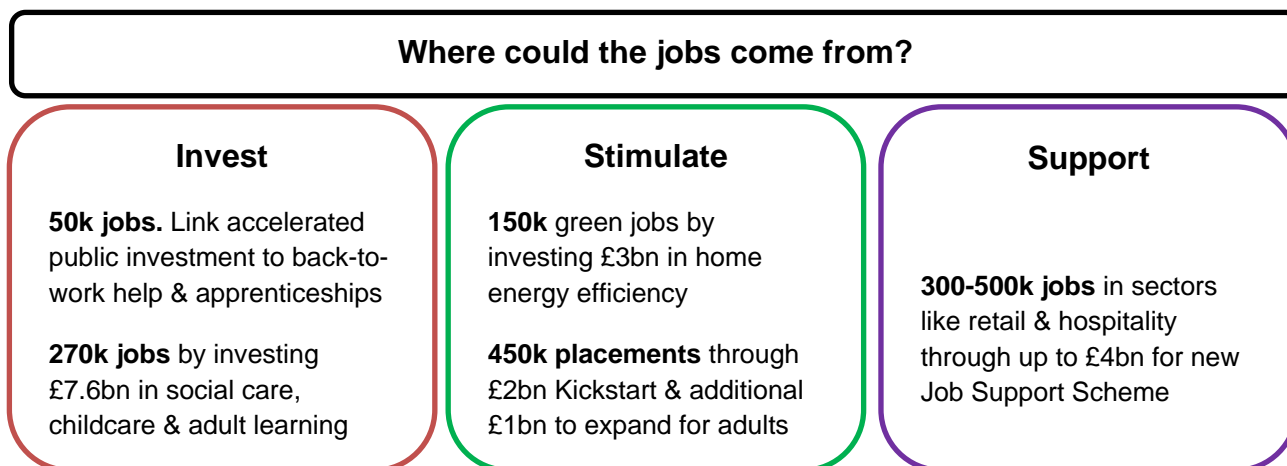 Where could the jobs come from?
Invest
50k jobs. Link accelerated
public investment to back-to-
work help & apprenticeships
270k jobs by investing
£7.6bn in social care,
childcare & adult learning
Stimulate
150k green jobs by
investing £3bn in home
energy efficiency
450k placements through
£2bn Kickstart & additional
£1bn to expand for adults
Support
300-500k jobs in sectors
like retail & hospitality
through up to £4bn for new
Job Support Scheme